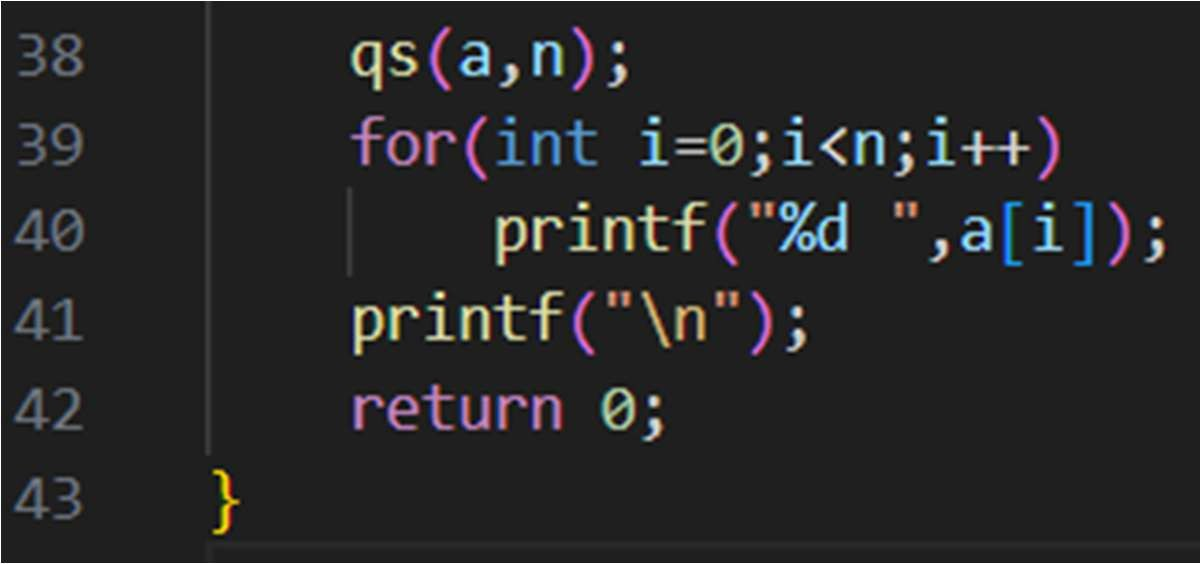 38 qs(a,n);
39 for(int i=0;i<n;i++)
40 printf("%d ",a[i]);
41 printf("\n");
42 return 0;
43 }